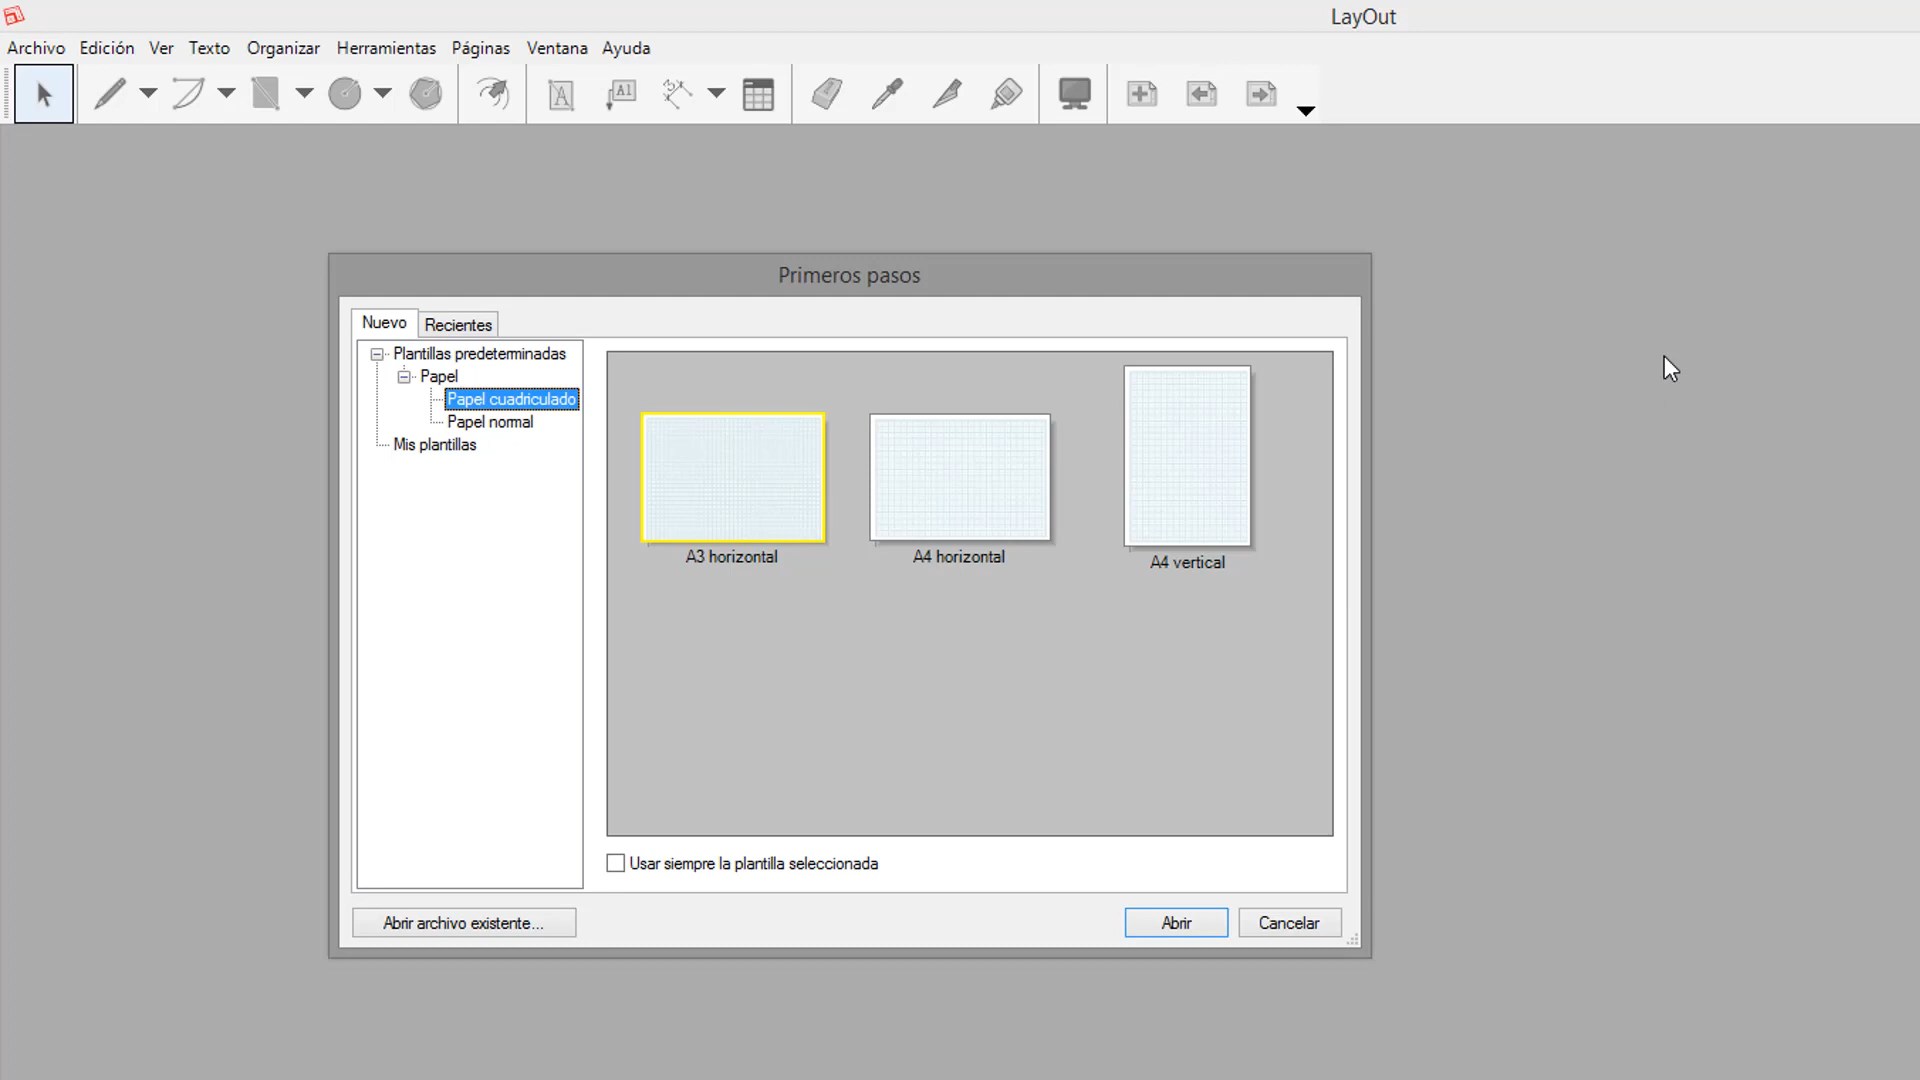 LayOut
Archivo Edición Ver Texto Organizar Herramientas Páginas Ventana Ayuda
A
A1
Primeros pasos
Nuevo Recientes
Plantillas predeterminadas
Papel
Papel cuadriculado
Papel normal
Mis plantillas
A3 horizontal
A4 horizontal
A4 vertical
Usar siempre la plantilla seleccionada
Abrir archivo existente...
Abrir
Cancelar